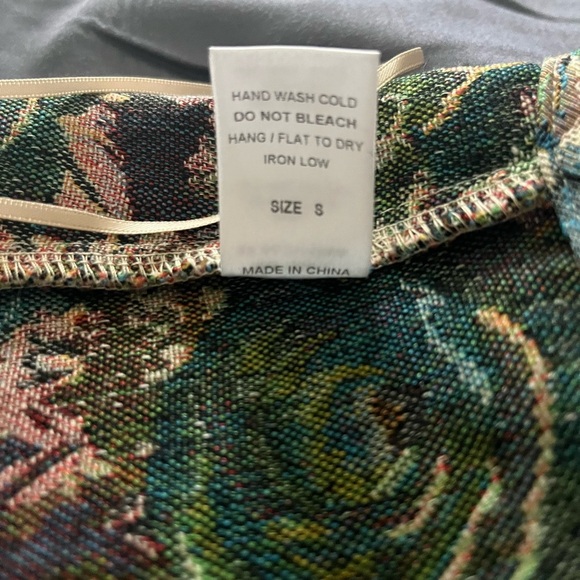 HAND WASH COLD
DO NOT BLEACH
HANG / FLAT TO DRY
IRON LOW
SIZE S
MADE IN CHINA